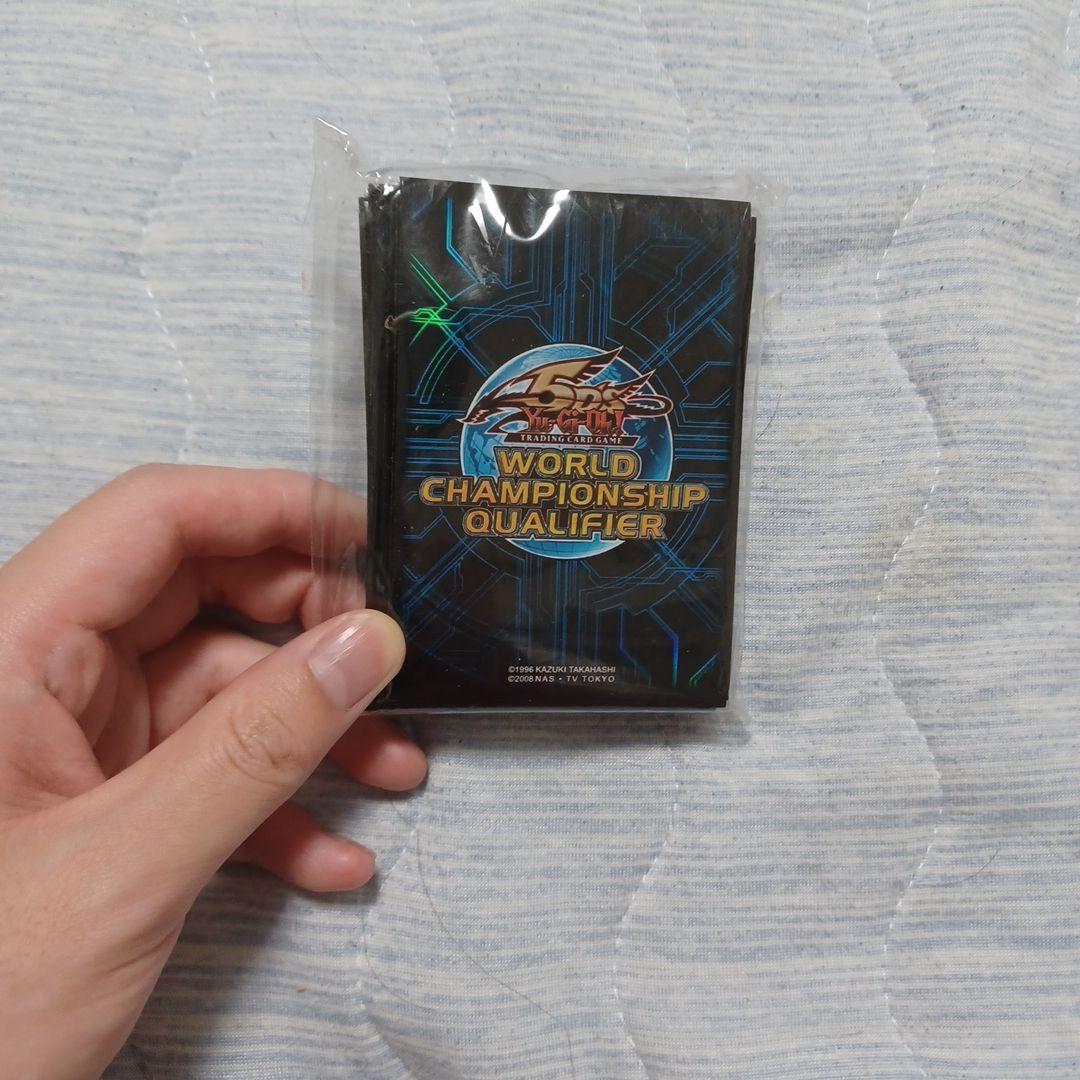 5D's
Yu-Gi-Oh!
TRADING CARD GAME
WORLD
CHAMPIONSHIP
QUALIFIER
©1996 KAZUKI TAKAHASHI
©2008 NAS • TV TOKYO